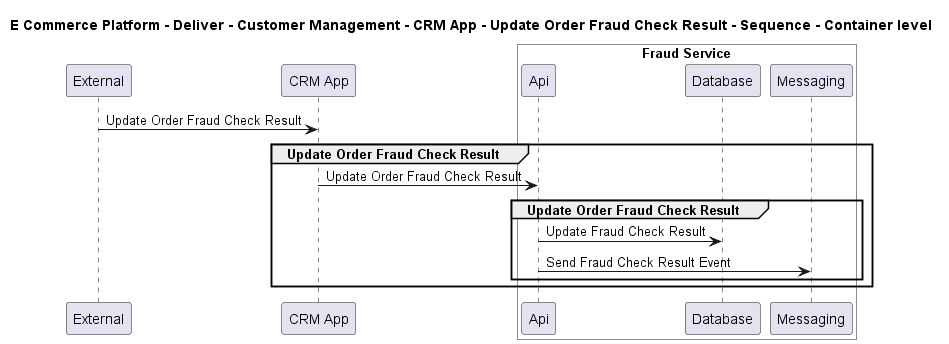 E Commerce Platform - Deliver - Customer Management - CRM App - Update Order Fraud Check Result - Sequence - Container level
Fraud Service
External
CRM App
Api
Database
Messaging
Update Order Fraud Check Result
Update Order Fraud Check Result
Update Order Fraud Check Result
Update Order Fraud Check Result
Update Fraud Check Result
Send Fraud Check Result Event
External
CRM App
Api
Database
Messaging